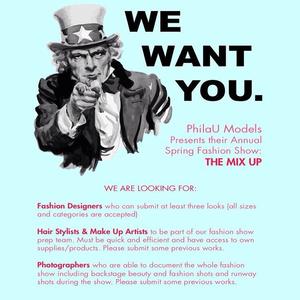 WE
WANT
YOU.
PhilaU Models
Presents their Annual
Spring Fashion Show:
THE MIX UP
WE ARE LOOKING FOR:
Fashion Designers who can submit at least three looks (all sizes
and categories are accepted)
Hair Stylists & Make Up Artists to be part of our fashion show
prep team. Must be quick and efficient and have access to own
supplies/products. Please submit some previous works.
Photographers who are able to document the whole fashion
show including backstage beauty and fashion shots and runway
shots during the show. Please submit some previous works.